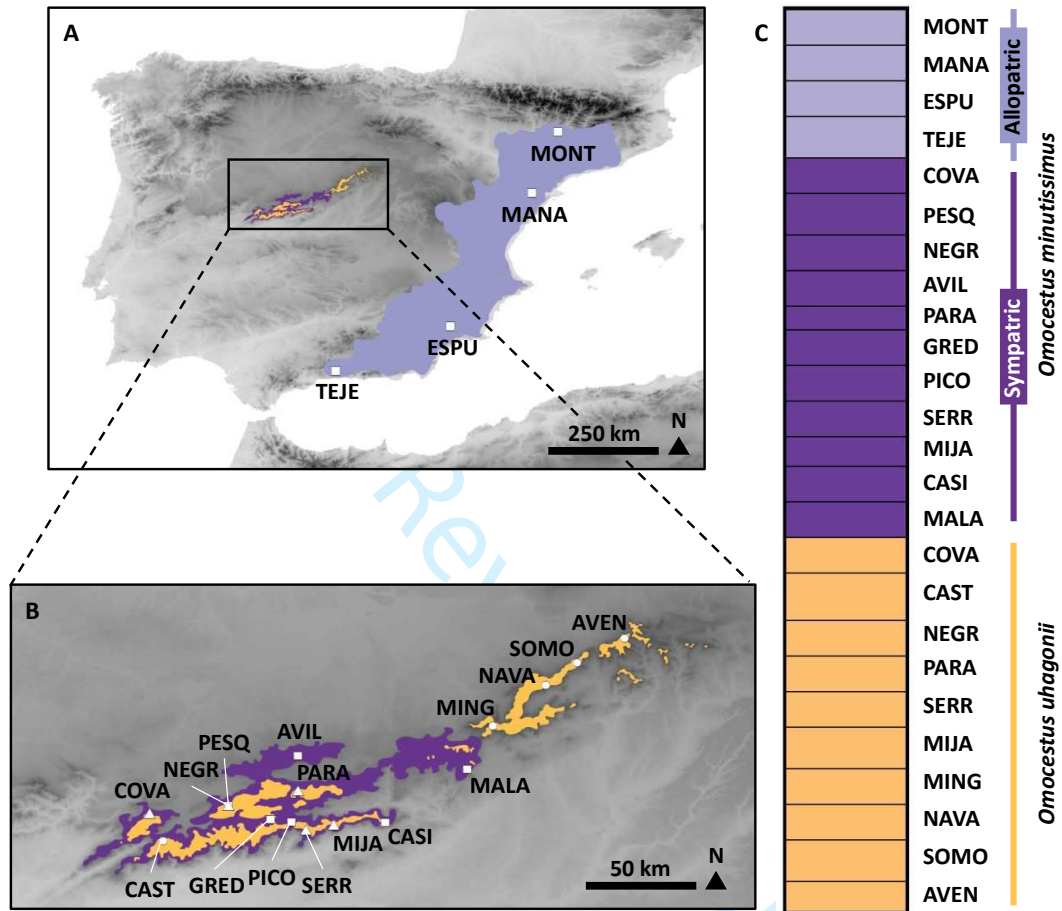 A
MONT
MANA
ESPU
TEJE
250 km
N
B
AVEN
SOMO
NAVA
MING
AVIL
PESQ
PARA
NEGR
COVA
MALA
MIJA
CASI
CAST
GRED
PICO
SERR
50 km
N
C
MONT
MANA
ESPU
TEJE
COVA
PESQ
NEGR
AVIL
PARA
GRED
PICO
SERR
MIJA
CASI
MALA
COVA
CAST
NEGR
PARA
SERR
MIJA
MING
NAVA
SOMO
AVEN
Allopatric
Sympatric
Omocestus minutissimus
Omocestus uhagonii